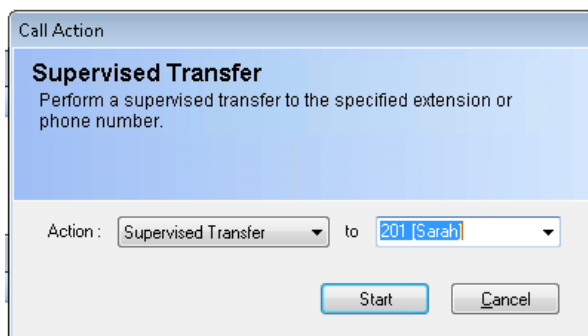 Call Action
Supervised Transfer
Perform a supervised transfer to the specified extension or
phone number.
Action : Supervised Transfer to 201 [Sarah]
Start Cancel